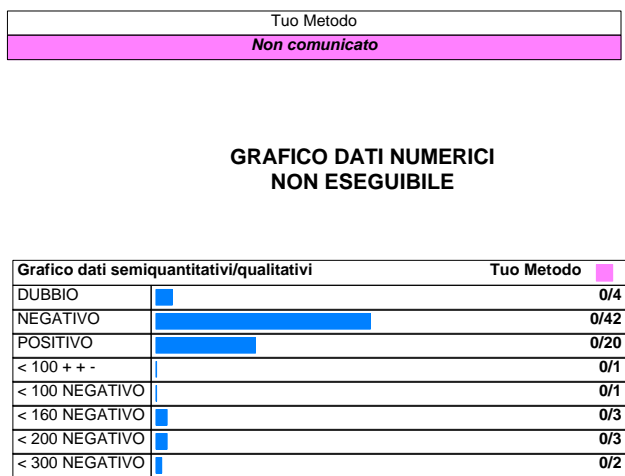 Tuo Metodo
Non comunicato
GRAFICO DATI NUMERICI
NON ESEGUIBILE
Grafico dati semiquantitativi/qualitativi Tuo Metodo
DUBBIO 0/4
NEGATIVO 0/42
POSITIVO 0/20
< 100 + + - 0/1
< 100 NEGATIVO 0/1
< 160 NEGATIVO 0/3
< 200 NEGATIVO 0/3
< 300 NEGATIVO 0/2